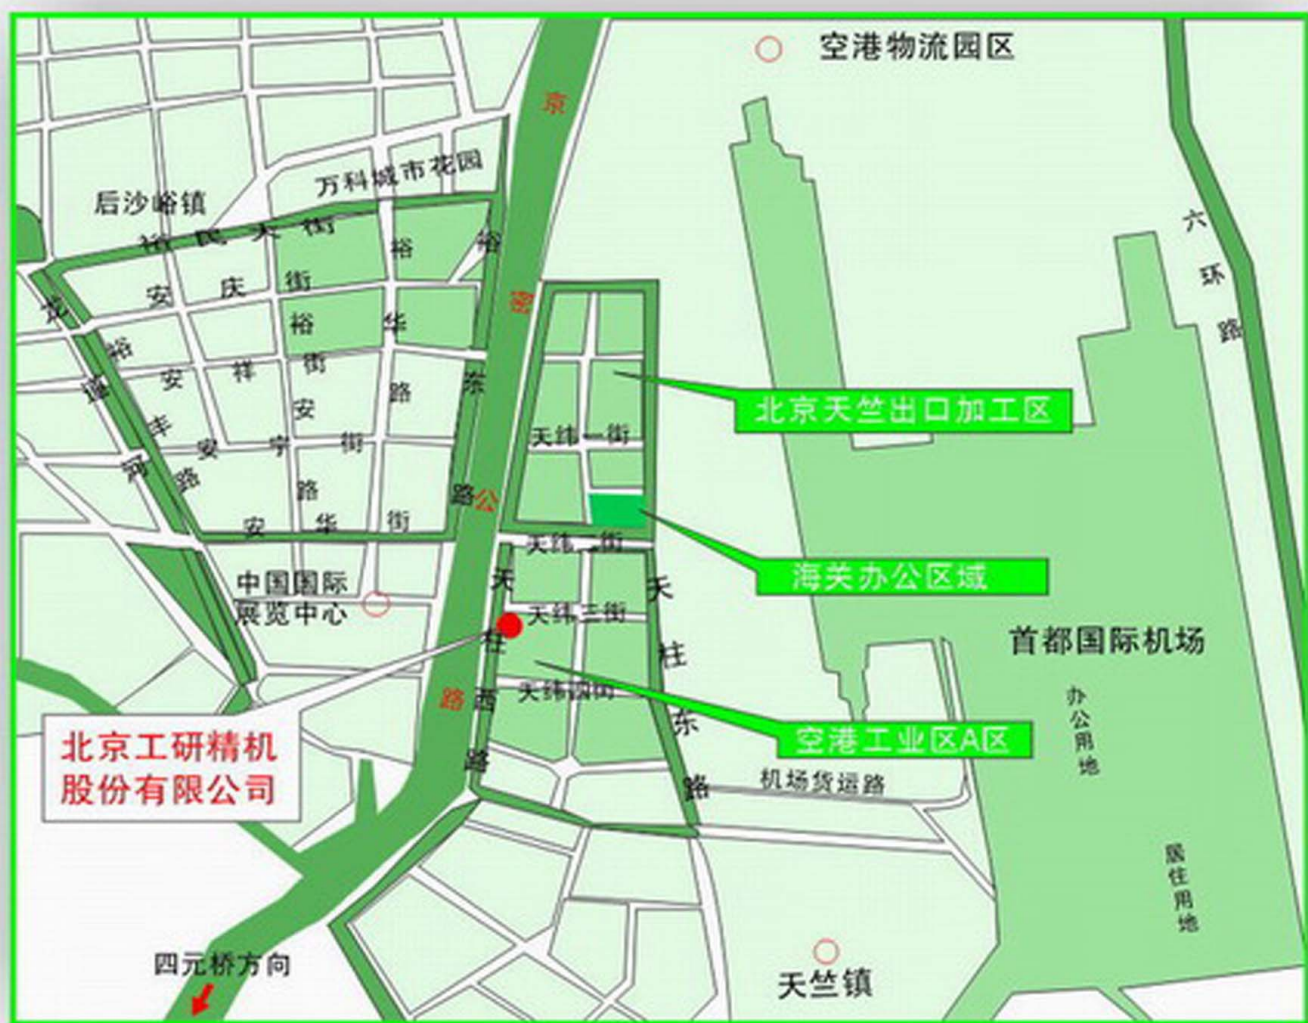 空港物流园区
京
万科城市花园
后沙峪镇
裕民大街
六环路
安庆街
裕华路
裕东路
龙道河
裕丰路
裕安路
安祥街
安宁街
安华街
密
公
路
北京天竺出口加工区
天纬一街
海关办公区域
天纬二街
天纬三街
天纬四街
天柱西路
天柱东路
中国国际
展览中心
首都国际机场
办公用地
空港工业区A区
北京工研精机
股份有限公司
机场货运路
居住用地
四元桥方向
天竺镇